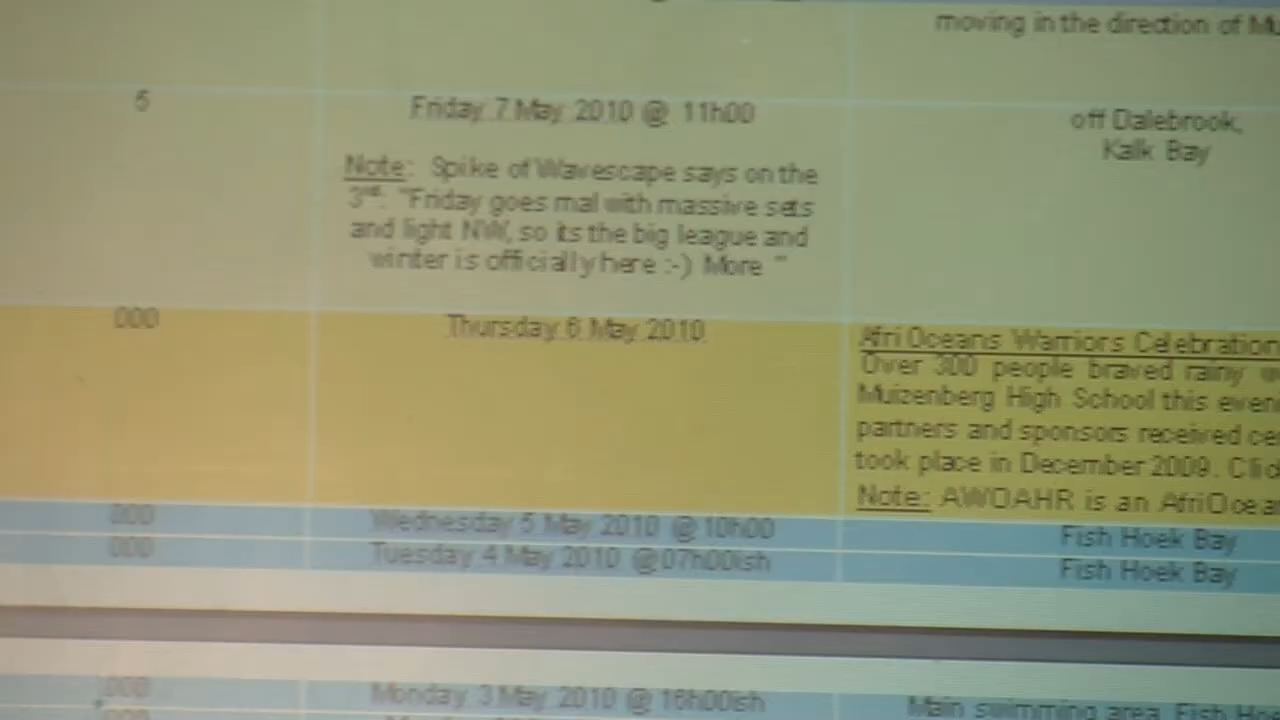 moving in the direction of
5
Friday 7 May 2010 @ 11h00
off Dalebrook,
Kalk Bay
Note: Spike of Wavescape says on the
3rd: "Friday goes mal with massive sets
and light NW, so its the big league and
winter is officially here :-) More "
000
Thursday 6 May 2010
AfriOceans Warriors Celebration
Over 300 people braved rainy
Muizenberg High School this
partners and sponsors received
took place in December 2009.
Note: AWOAHR is an
000
Wednesday 5 May 2010 @ 10h00
Fish Hoek Bay
000
Tuesday 4 May 2010 @07h00ish
Fish Hoek Bay
000
Monday 3 May 2010 @ 16h00ish
Main swimming area, Fish